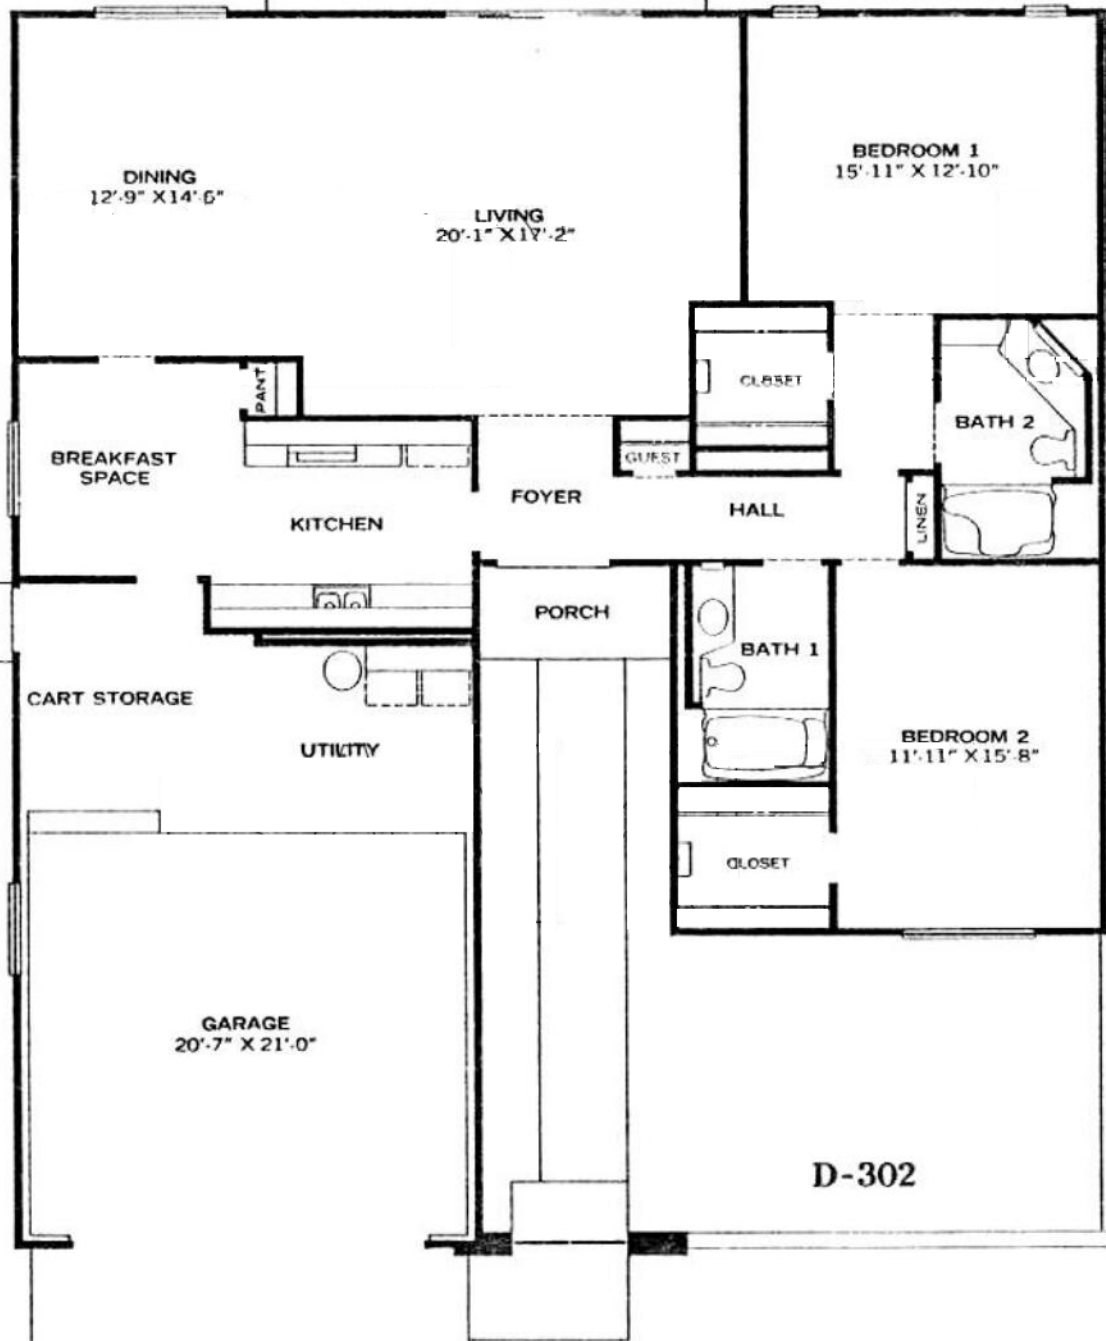 BEDROOM 1
15'-11" X 12'-10"
DINING
12'-9" X 14'-6"
LIVING
20'-1" X 17'-2"
CLOSET
PANT
BATH 2
BREAKFAST
SPACE
GUEST
FOYER
HALL
LINEN
KITCHEN
PORCH
BATH 1
CART STORAGE
UTILITY
BEDROOM 2
11'-11" X 15'-8"
CLOSET
GARAGE
20'-7" X 21'-0"
D-302